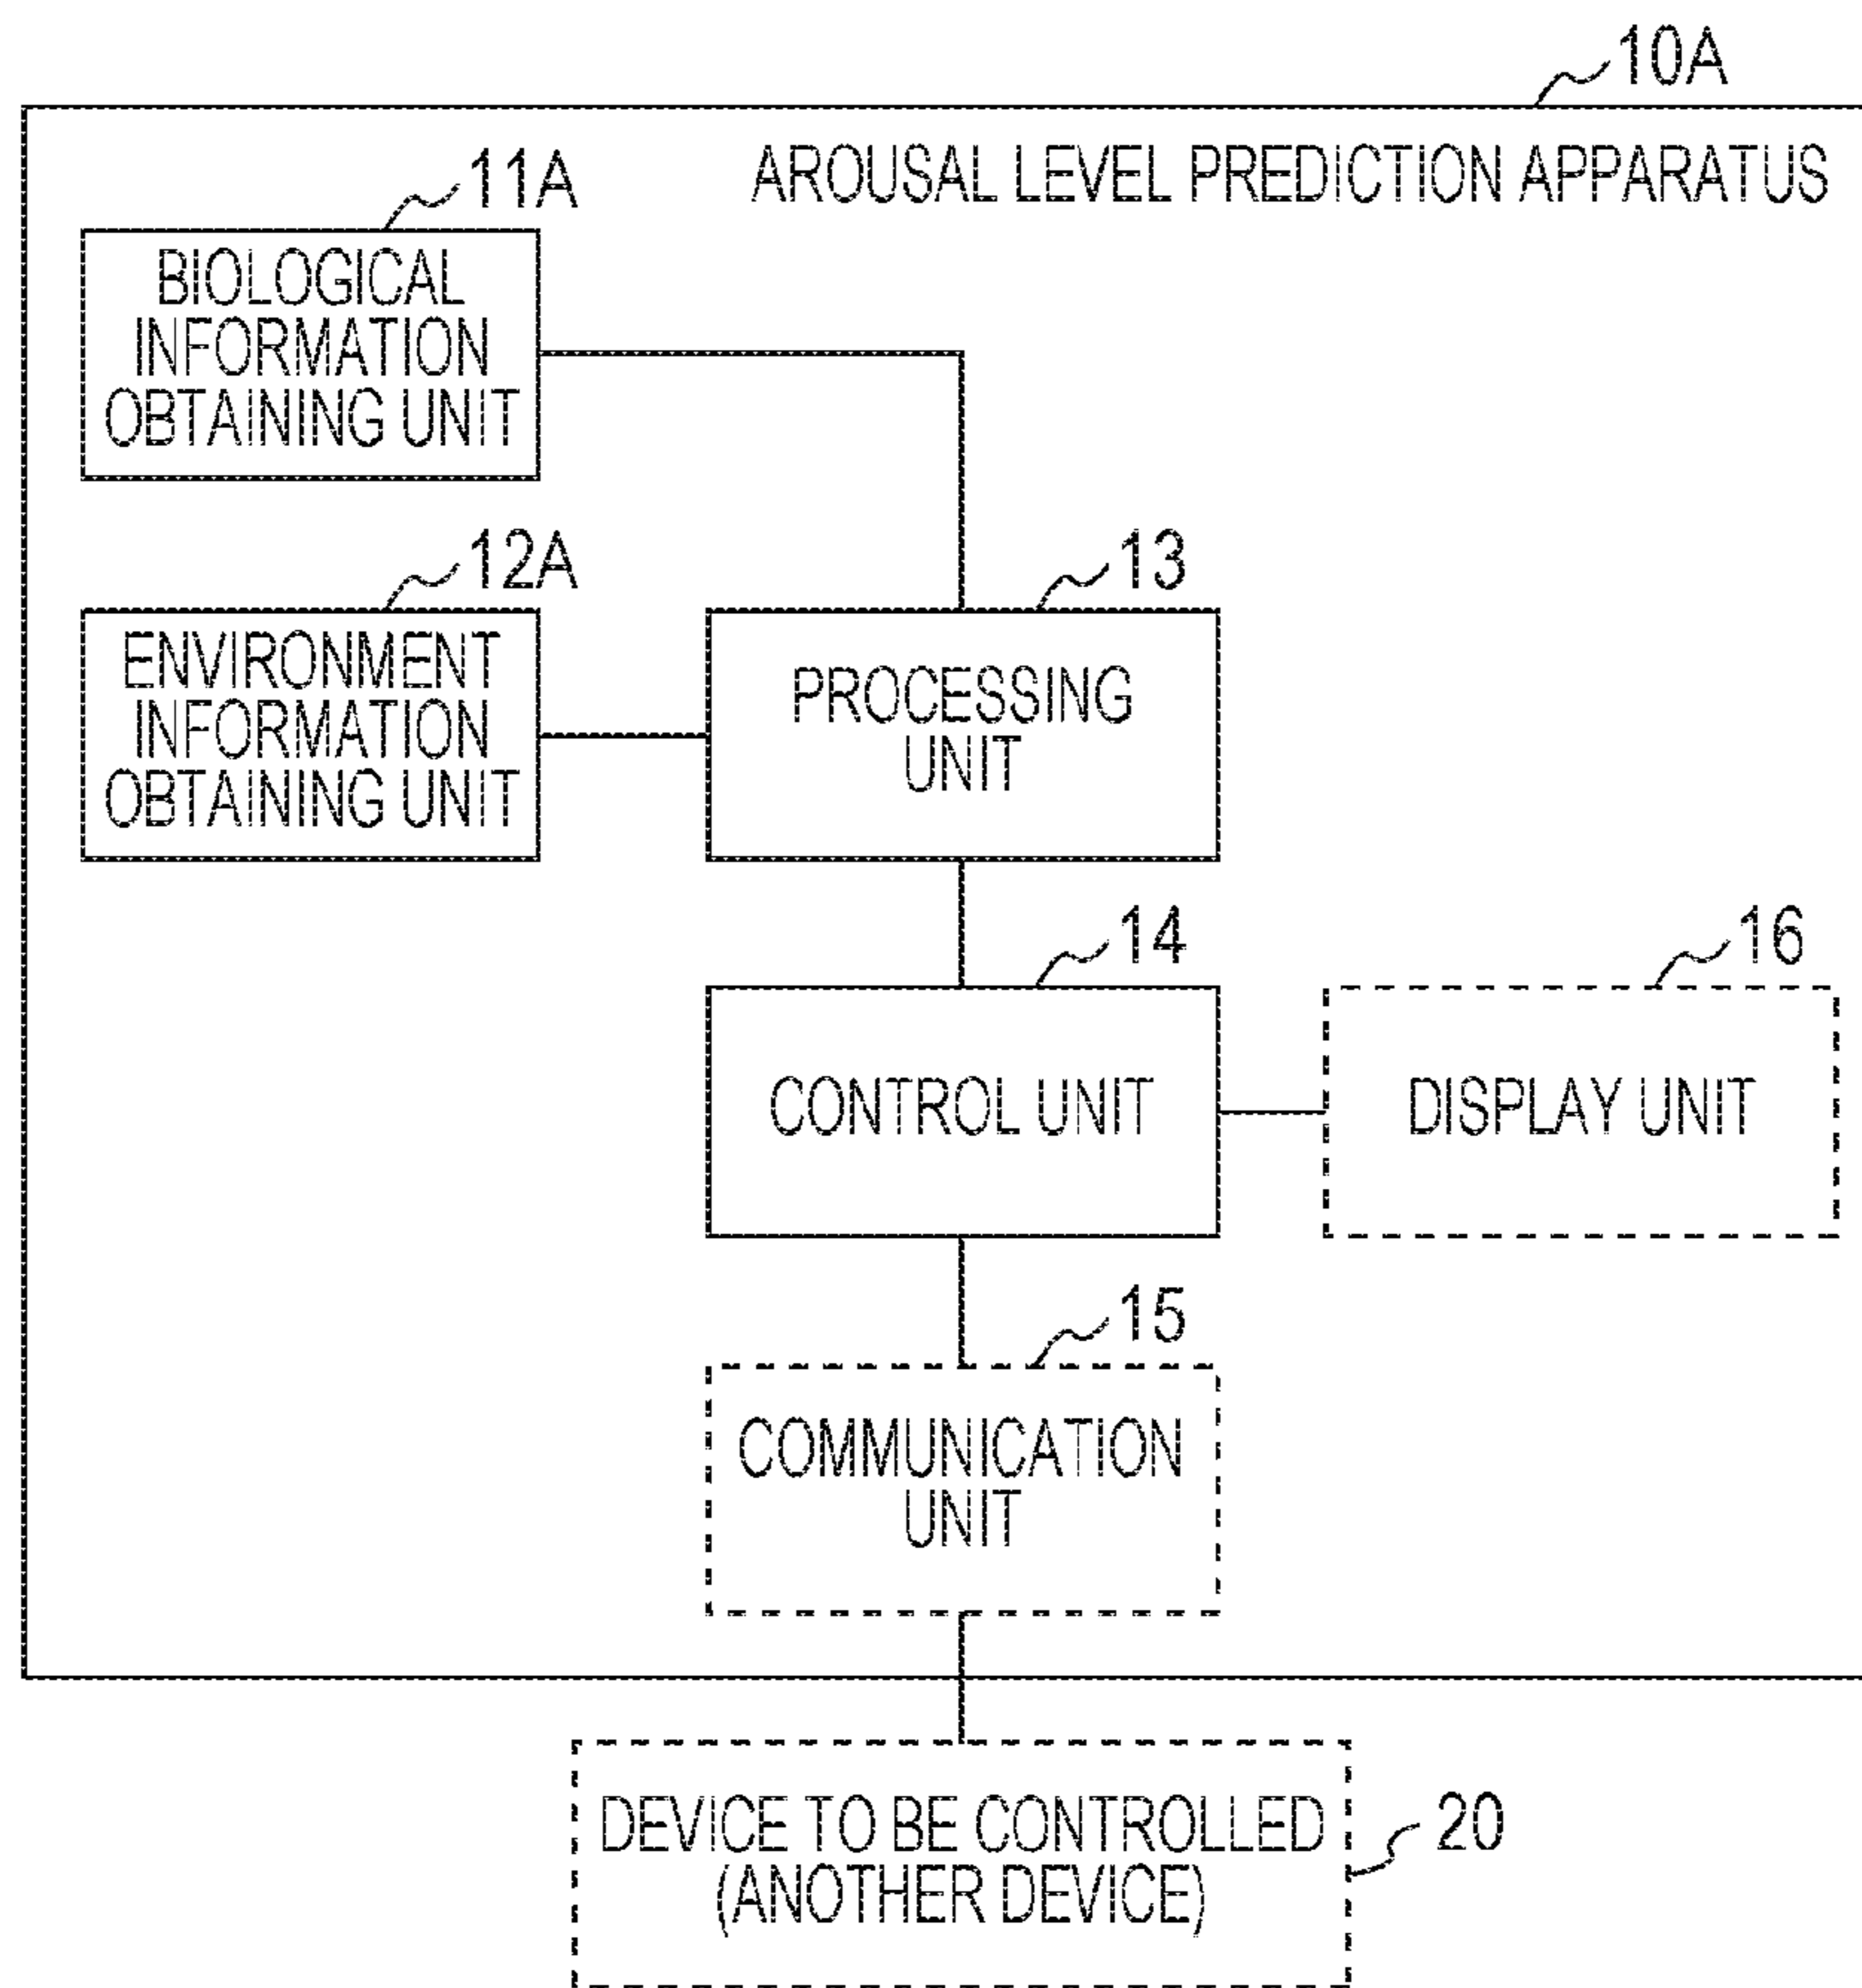 10A
AROUSAL LEVEL PREDICTION APPARATUS
11A
BIOLOGICAL
INFORMATION
OBTAINING UNIT
12A
ENVIRONMENT
INFORMATION
OBTAINING UNIT
13
PROCESSING
UNIT
14
CONTROL UNIT
16
DISPLAY UNIT
15
COMMUNICATION
UNIT
DEVICE TO BE CONTROLLED
(ANOTHER DEVICE)
20